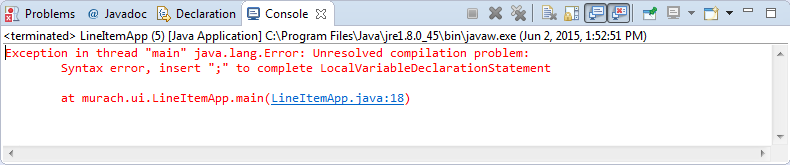 Problems @ Javadoc Declaration Console
<terminated> LineItemApp (5) [Java Application] C:\Program Files\Java\jre1.8.0_45\bin\javaw.exe (Jun 2, 2015, 1:52:51 PM)
Exception in thread "main" java.lang.Error: Unresolved compilation problem:
Syntax error, insert ";" to complete LocalVariableDeclarationStatement
at murach.ui.LineItemApp.main(LineItemApp.java:18)